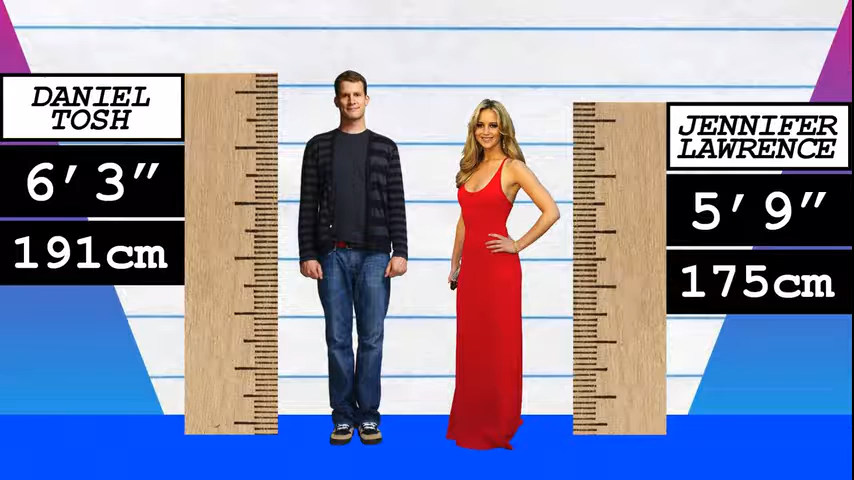 DANIEL
TOSH
6’3”
191cm
JENNIFER
LAWRENCE
5’9”
175cm